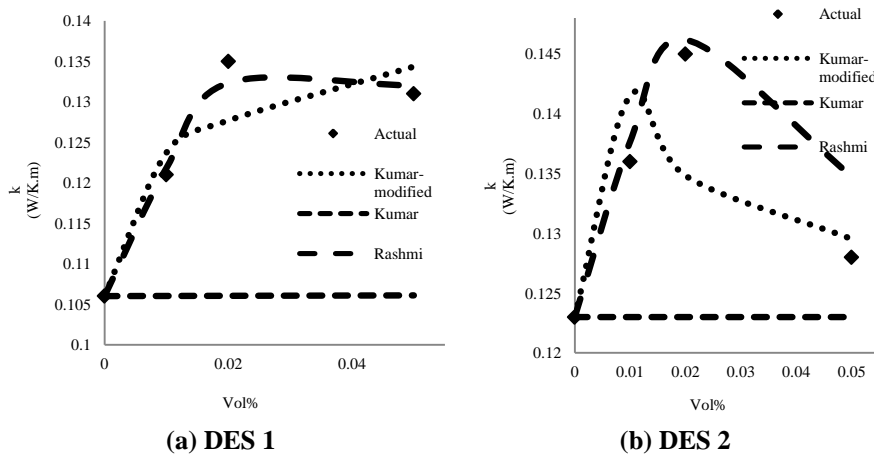 0.14
0.135
0.13
0.125
0.12
0.115
0.11
0.105
0.1
k
(W/K.m)
0
0.02
0.04
Vol%
Actual
Kumar-
modified
Kumar
Rashmi
(a) DES 1
0.145
0.14
0.135
0.13
0.125
0.12
k
(W/K.m)
0
0.01
0.02
0.03
0.04
0.05
Vol%
Actual
Kumar-
modified
Kumar
Rashmi
(b) DES 2